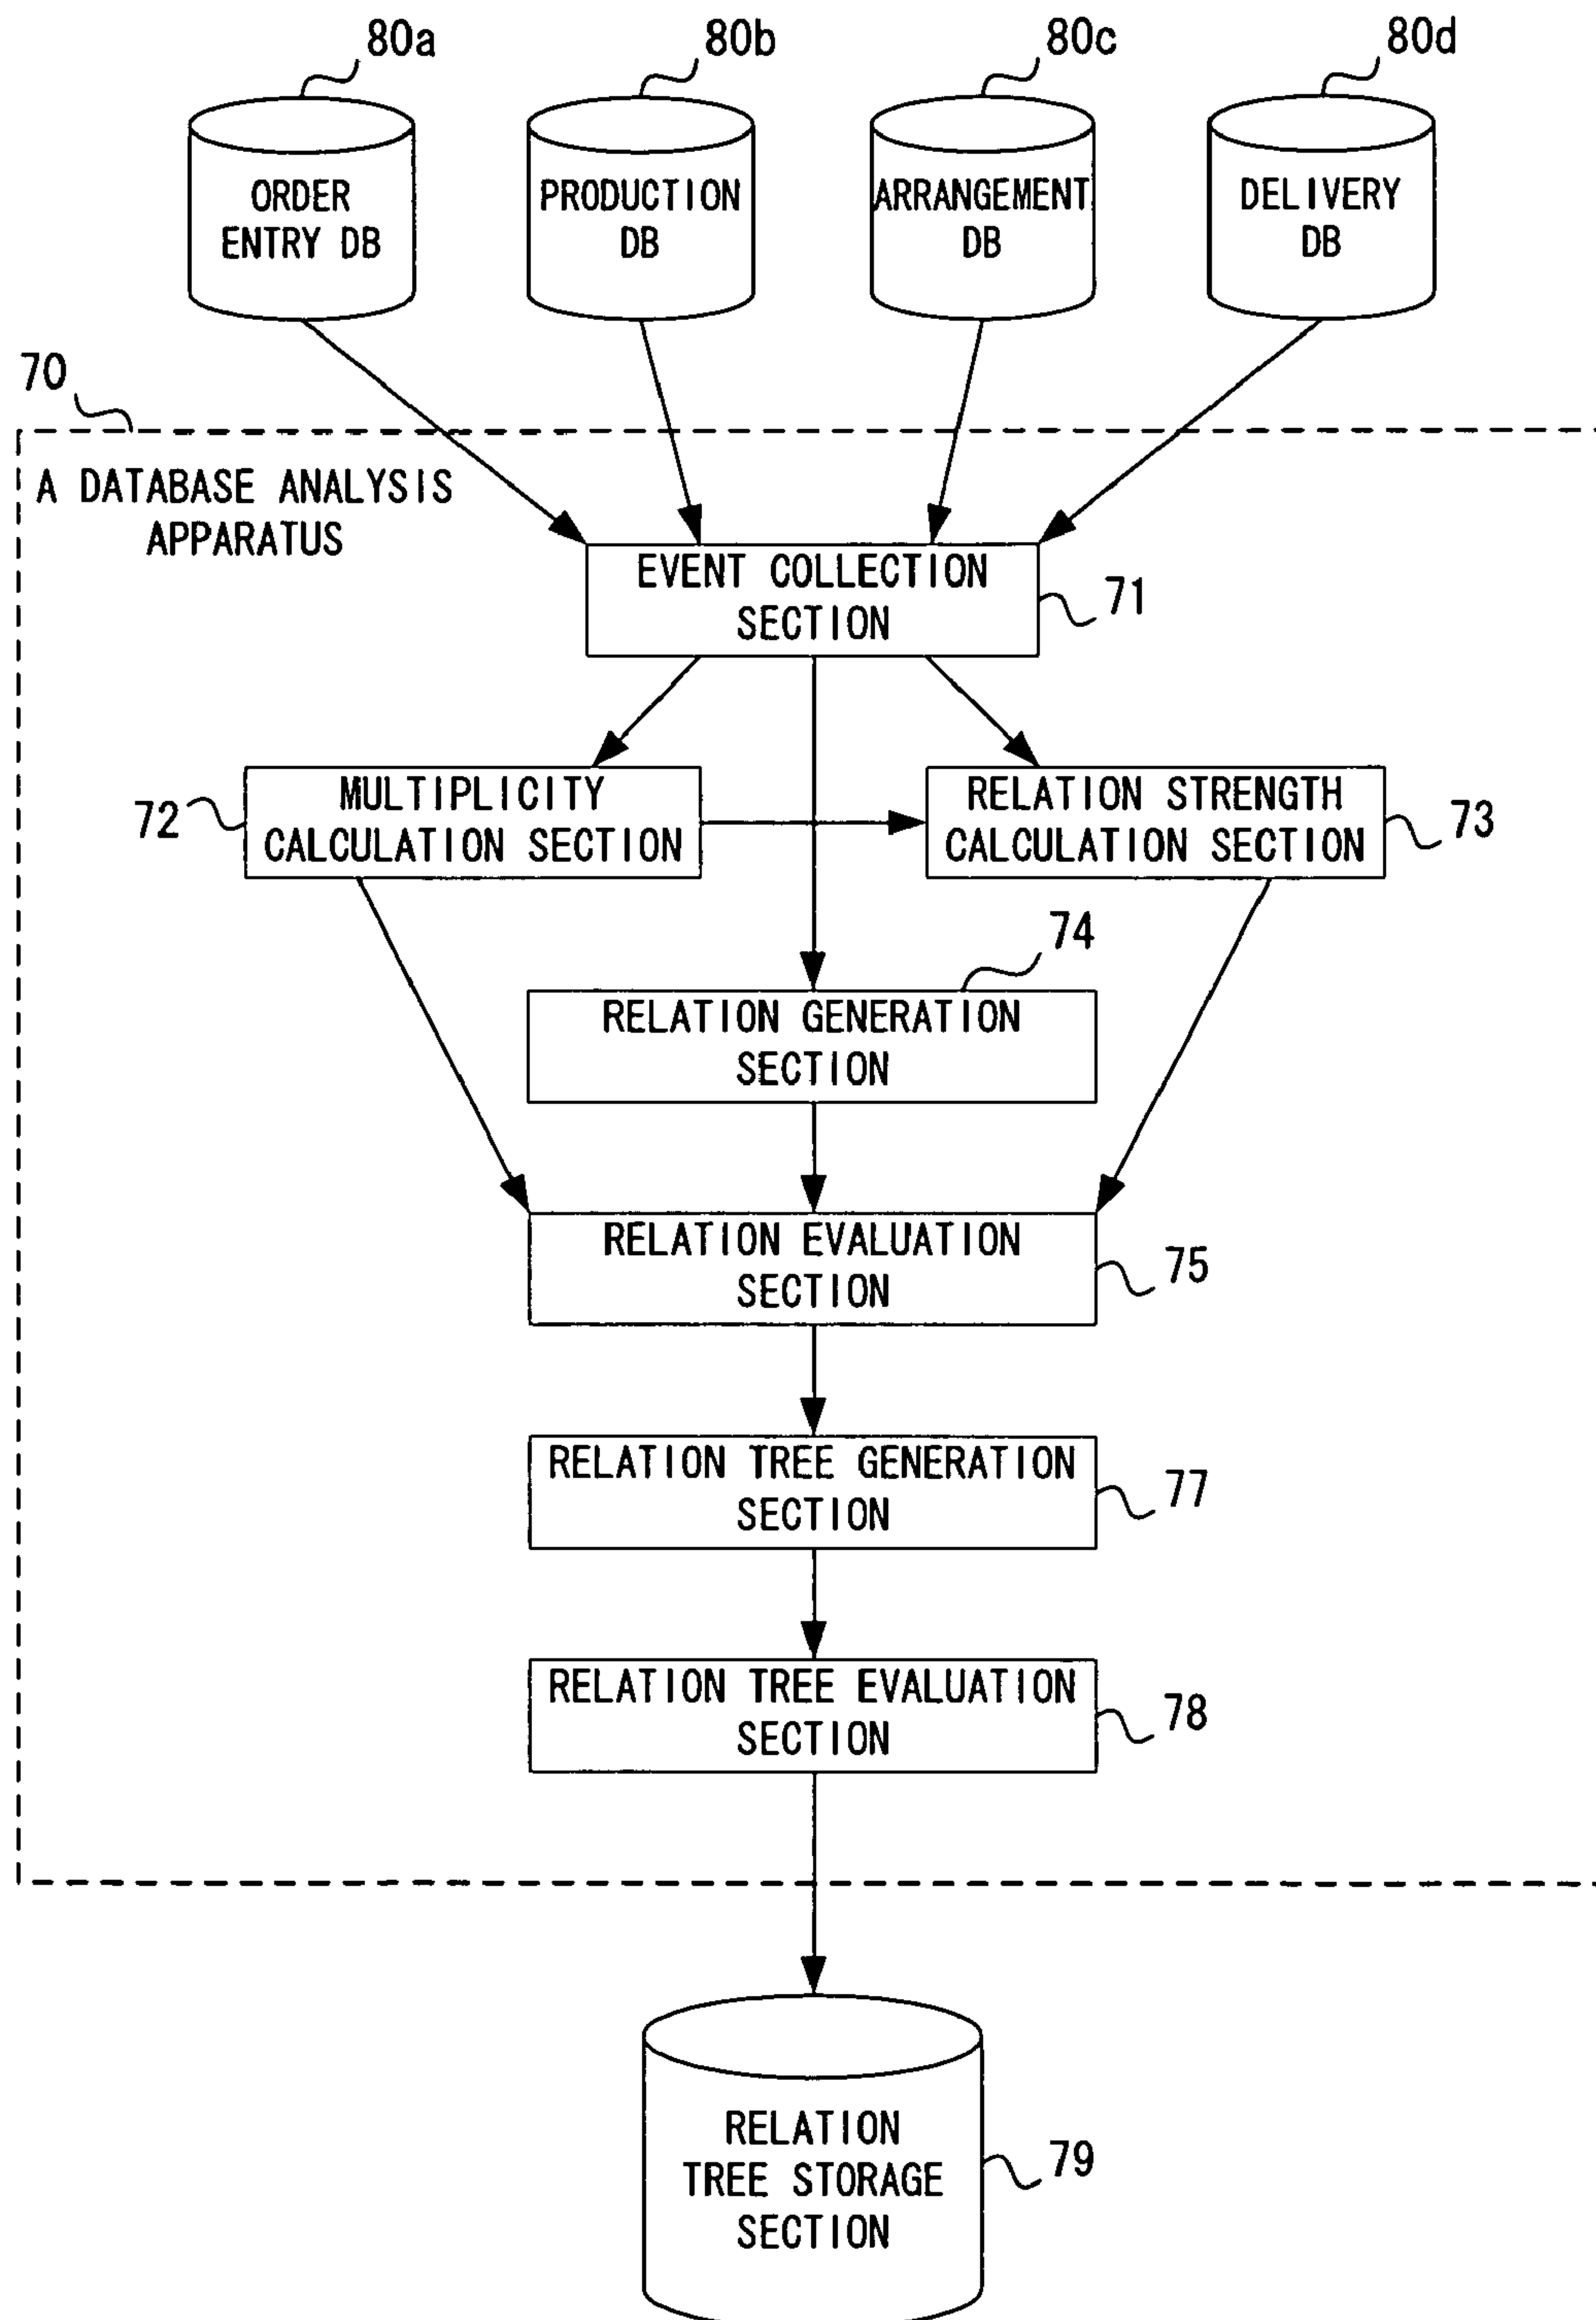 80a
80b
80c
80d
ORDER
ENTRY DB
PRODUCTION
DB
ARRANGEMENT
DB
DELIVERY
DB
70
A DATABASE ANALYSIS
APPARATUS
EVENT COLLECTION
SECTION
71
72
MULTIPLICITY
CALCULATION SECTION
RELATION STRENGTH
CALCULATION SECTION
73
74
RELATION GENERATION
SECTION
RELATION EVALUATION
SECTION
75
RELATION TREE GENERATION
SECTION
77
RELATION TREE EVALUATION
SECTION
78
RELATION
TREE STORAGE
SECTION
79